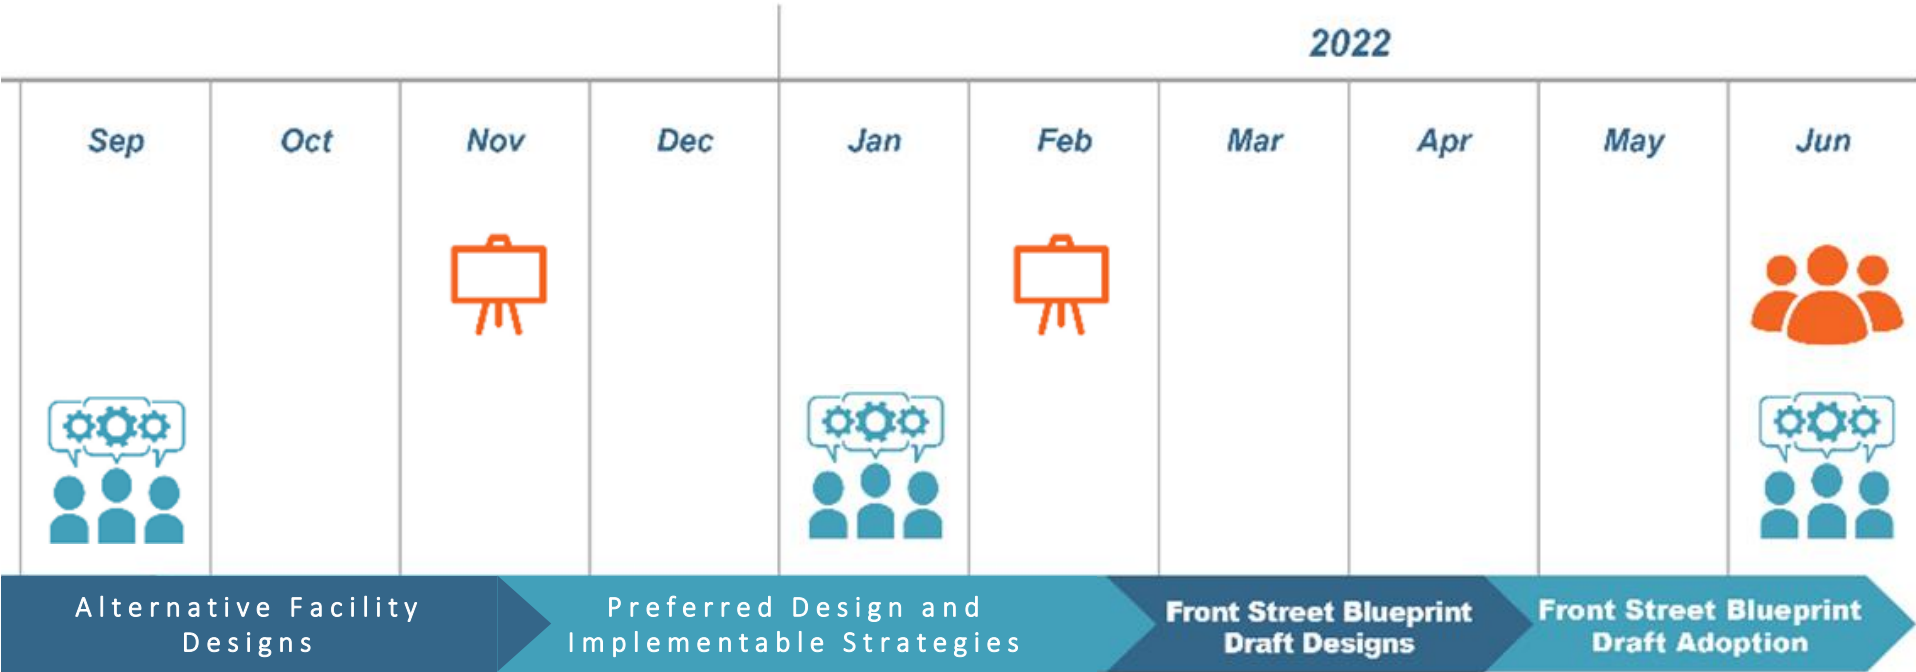 2022
Sep
Oct
Nov
Dec
Jan
Feb
Mar
Apr
May
Jun
Alternative Facility
Designs
Preferred Design and
Implementable Strategies
Front Street Blueprint
Draft Designs
Front Street Blueprint
Draft Adoption